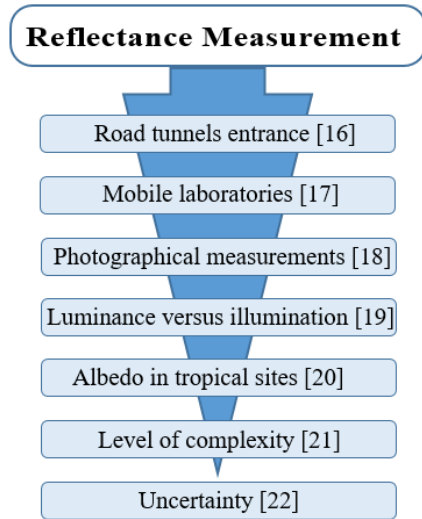 Reflectance Measurement
Road tunnels entrance [16]
Mobile laboratories [17]
Photographical measurements [18]
Luminance versus illumination [19]
Albedo in tropical sites [20]
Level of complexity [21]
Uncertainty [22]